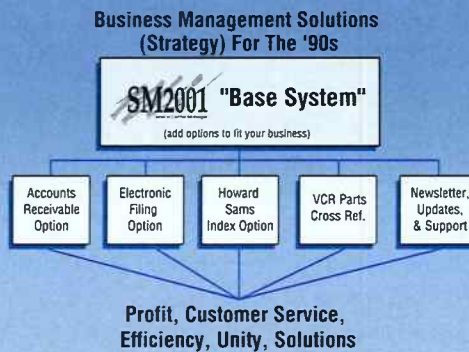 Business Management Solutions
(Strategy) For The '90s
SM2001 "Base System"
(add options to fit your business)
Accounts
Receivable
Option
Electronic
Filing
Option
Howard
Sams
Index Option
VCR Parts
Cross Ref.
Newsletter,
Updates,
& Support
Profit, Customer Service,
Efficiency, Unity, Solutions